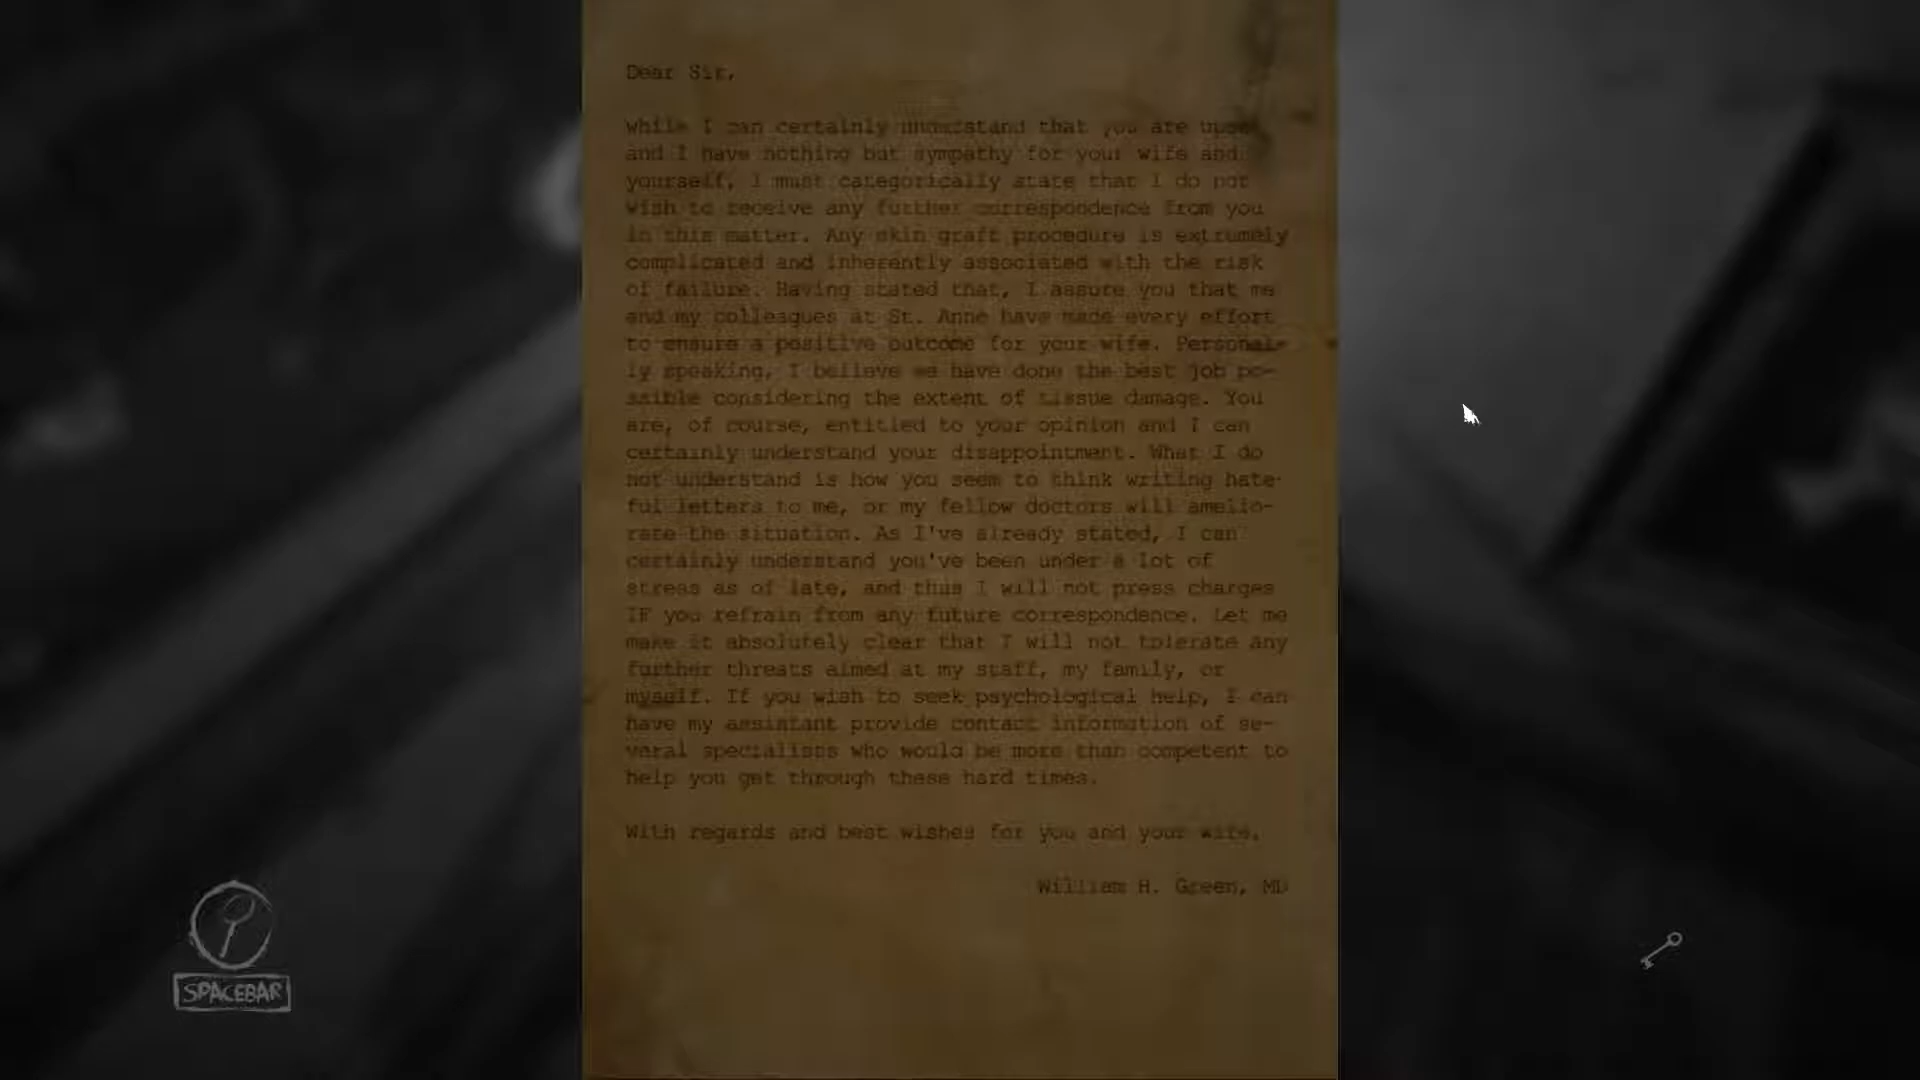 Dear Sir,
while I can certainly understand that you are upset
and I have nothing but sympathy for your wife and
yourself, I must categorically state that I do not
wish to receive any further correspondence from you
in this matter. Any skin graft procedure is extremely
complicated and inherently associated with the risk
of failure. Having stated that, I assure you that me
and my colleagues at St. Anne have made every effort
to ensure a positive outcome for your wife. Personal-
ly speaking, I believe we have done the best job po-
ssible considering the extent of tissue damage. You
are, of course, entitled to your opinion and I can
certainly understand your disappointment. What I do
not understand is how you seem to think writing hate-
ful letters to me, or my fellow doctors will amelio-
rate the situation. As I've already stated, I can
certainly understand you've been under a lot of
stress as of late, and thus I will not press charges
IF you refrain from any future correspondence. Let me
make it absolutely clear that I will not tolerate any
further threats aimed at my staff, my family, or
myself. If you wish to seek psychological help, I can
have my assistant provide contact information of se-
veral specialists who would be more than competent to
help you get through these hard times.
With regards and best wishes for you and your wife,
William H. Green, MD
SPACEBAR